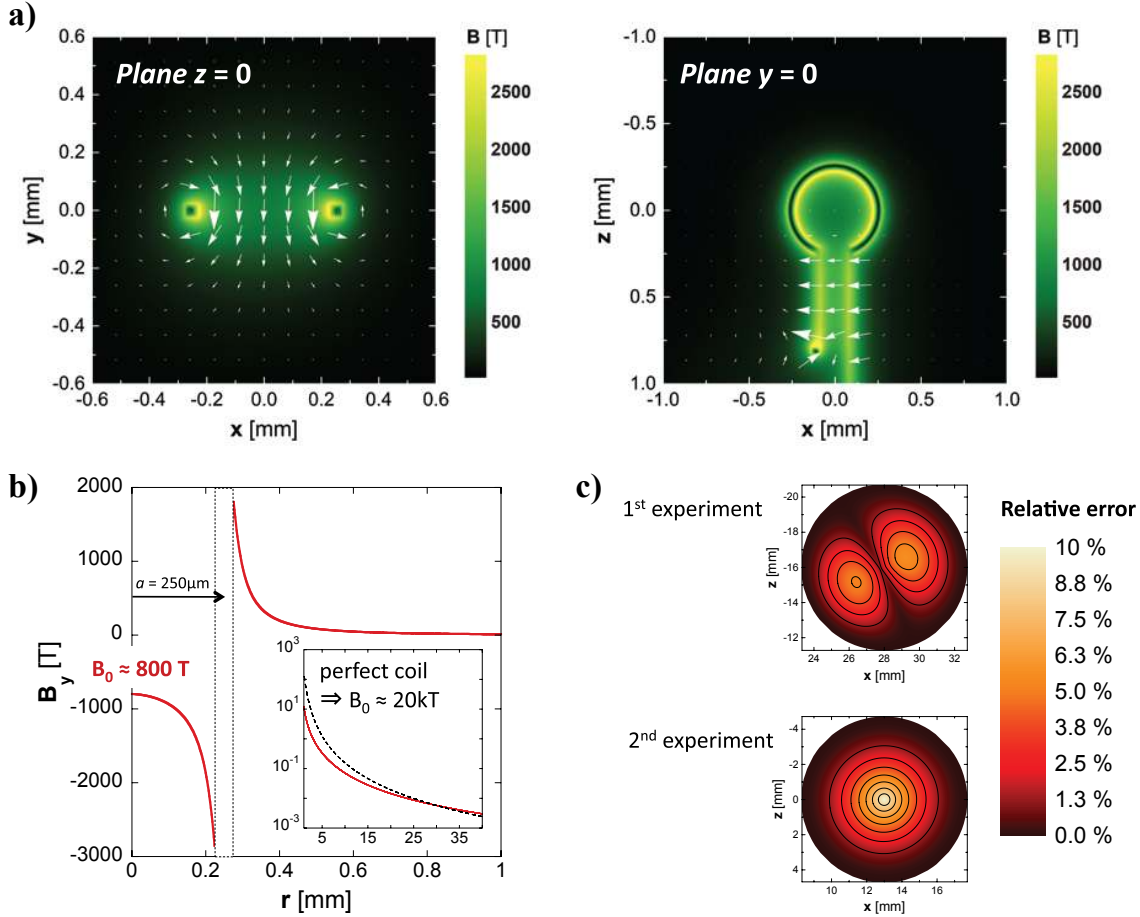 a)
Plane z = 0
y [mm]
0.6
0.4
0.2
0.0
-0.2
-0.4
-0.6
-0.6 -0.4 -0.2 0.0 0.2 0.4 0.6
x [mm]
B [T]
2500
2000
1500
1000
500
Plane y = 0
z [mm]
-1.0
-0.5
0.0
0.5
1.0
-1.0 -0.5 0.0 0.5 1.0
x [mm]
B [T]
2500
2000
1500
1000
500
b)
By [T]
2000
1000
0
-1000
-2000
-3000
a = 250µm
B0 ≈ 800 T
perfect coil
⇒ B0 ≈ 20kT
10³
10¹
10⁻¹
10⁻³
5 15 25 35
0 0.2 0.4 0.6 0.8 1
r [mm]
c)
1st experiment
z [mm]
-20
-18
-16
-14
-12
24 26 28 30 32
x [mm]
2nd experiment
z [mm]
-4
-2
0
2
4
10 12 14 16
x [mm]
Relative error
10 %
8.8 %
7.5 %
6.3 %
5.0 %
3.8 %
2.5 %
1.3 %
0.0 %